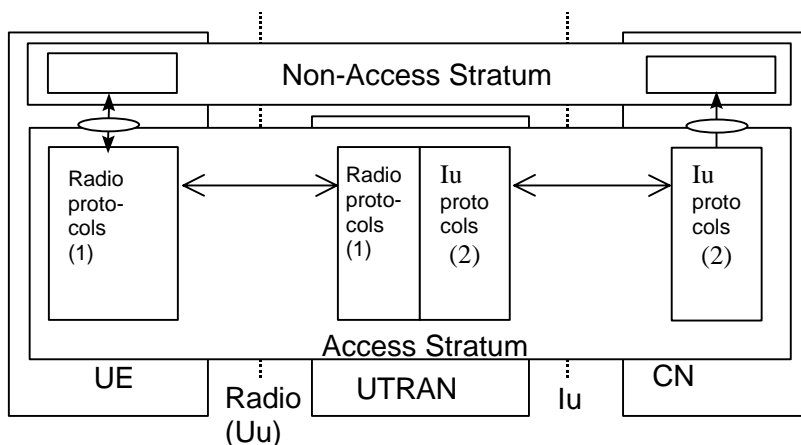 Non-Access Stratum
Radio
proto-
cols
(1)
Radio
proto-
cols
(1)
Iu
proto
cols
(2)
Iu
proto
cols
(2)
Access Stratum
UE
Radio
(Uu)
UTRAN
Iu
CN